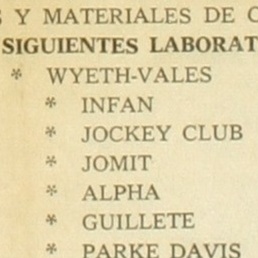 Y MATERIALES DE
SIGUIENTES LABORAT
* WYETH-VALES
* INFAN
* JOCKEY CLUB
* JOMIT
* ALPHA
* GUILLETE
* PARKE DAVIS